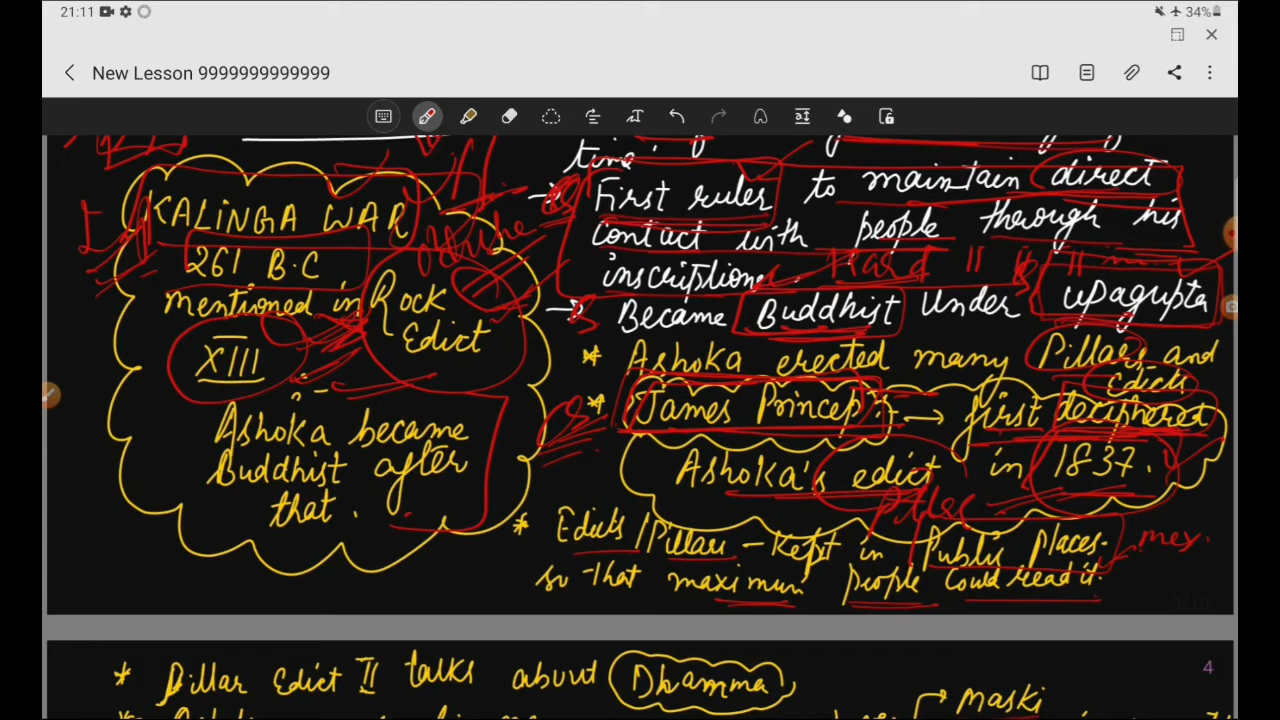 21:11
34%
New Lesson 9999999999999
time.
→ First ruler to maintain direct
contact with people through his
inscriptions
Hard
→ Became Buddhist under upagupta
* Ashoka erected many Pillars and
Edicts
* James Princep → first deciphered
Ashoka's edict in 1837.
* Edicts/Pillars - Kept in Public Places.
so that maximum people could read it.
KALINGA WAR
261 B.C
mentioned in Rock
Edict
XIII
Ashoka became
Buddhist after
that.
4
* Pillar Edict II talks about Dhamma,
→ Maski